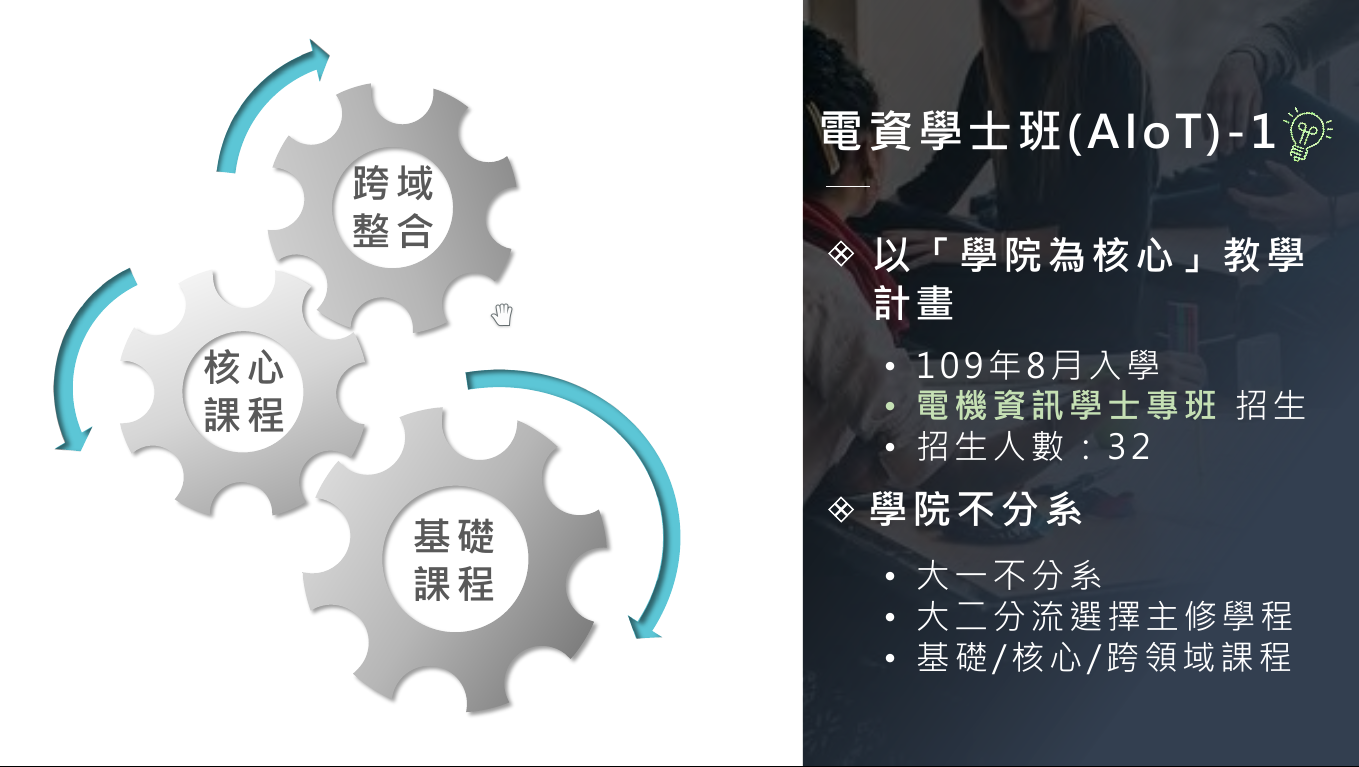 跨域
整合
核心
課程
基礎
課程
電資學士班(AIoT)-1
以「學院為核心」教學
計畫
109年8月入學
電機資訊學士專班 招生
招生人數：32
學院不分系
大一不分系
大二分流選擇主修學程
基礎/核心/跨領域課程